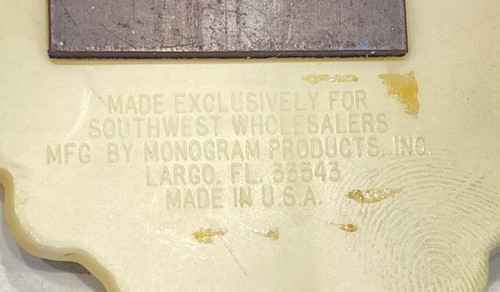 MADE EXCLUSIVELY FOR
SOUTHWEST WHOLESALERS
MFG. BY MONOGRAM PRODUCTS, INC.
LARGO, FL. 33543
MADE IN U.S.A.